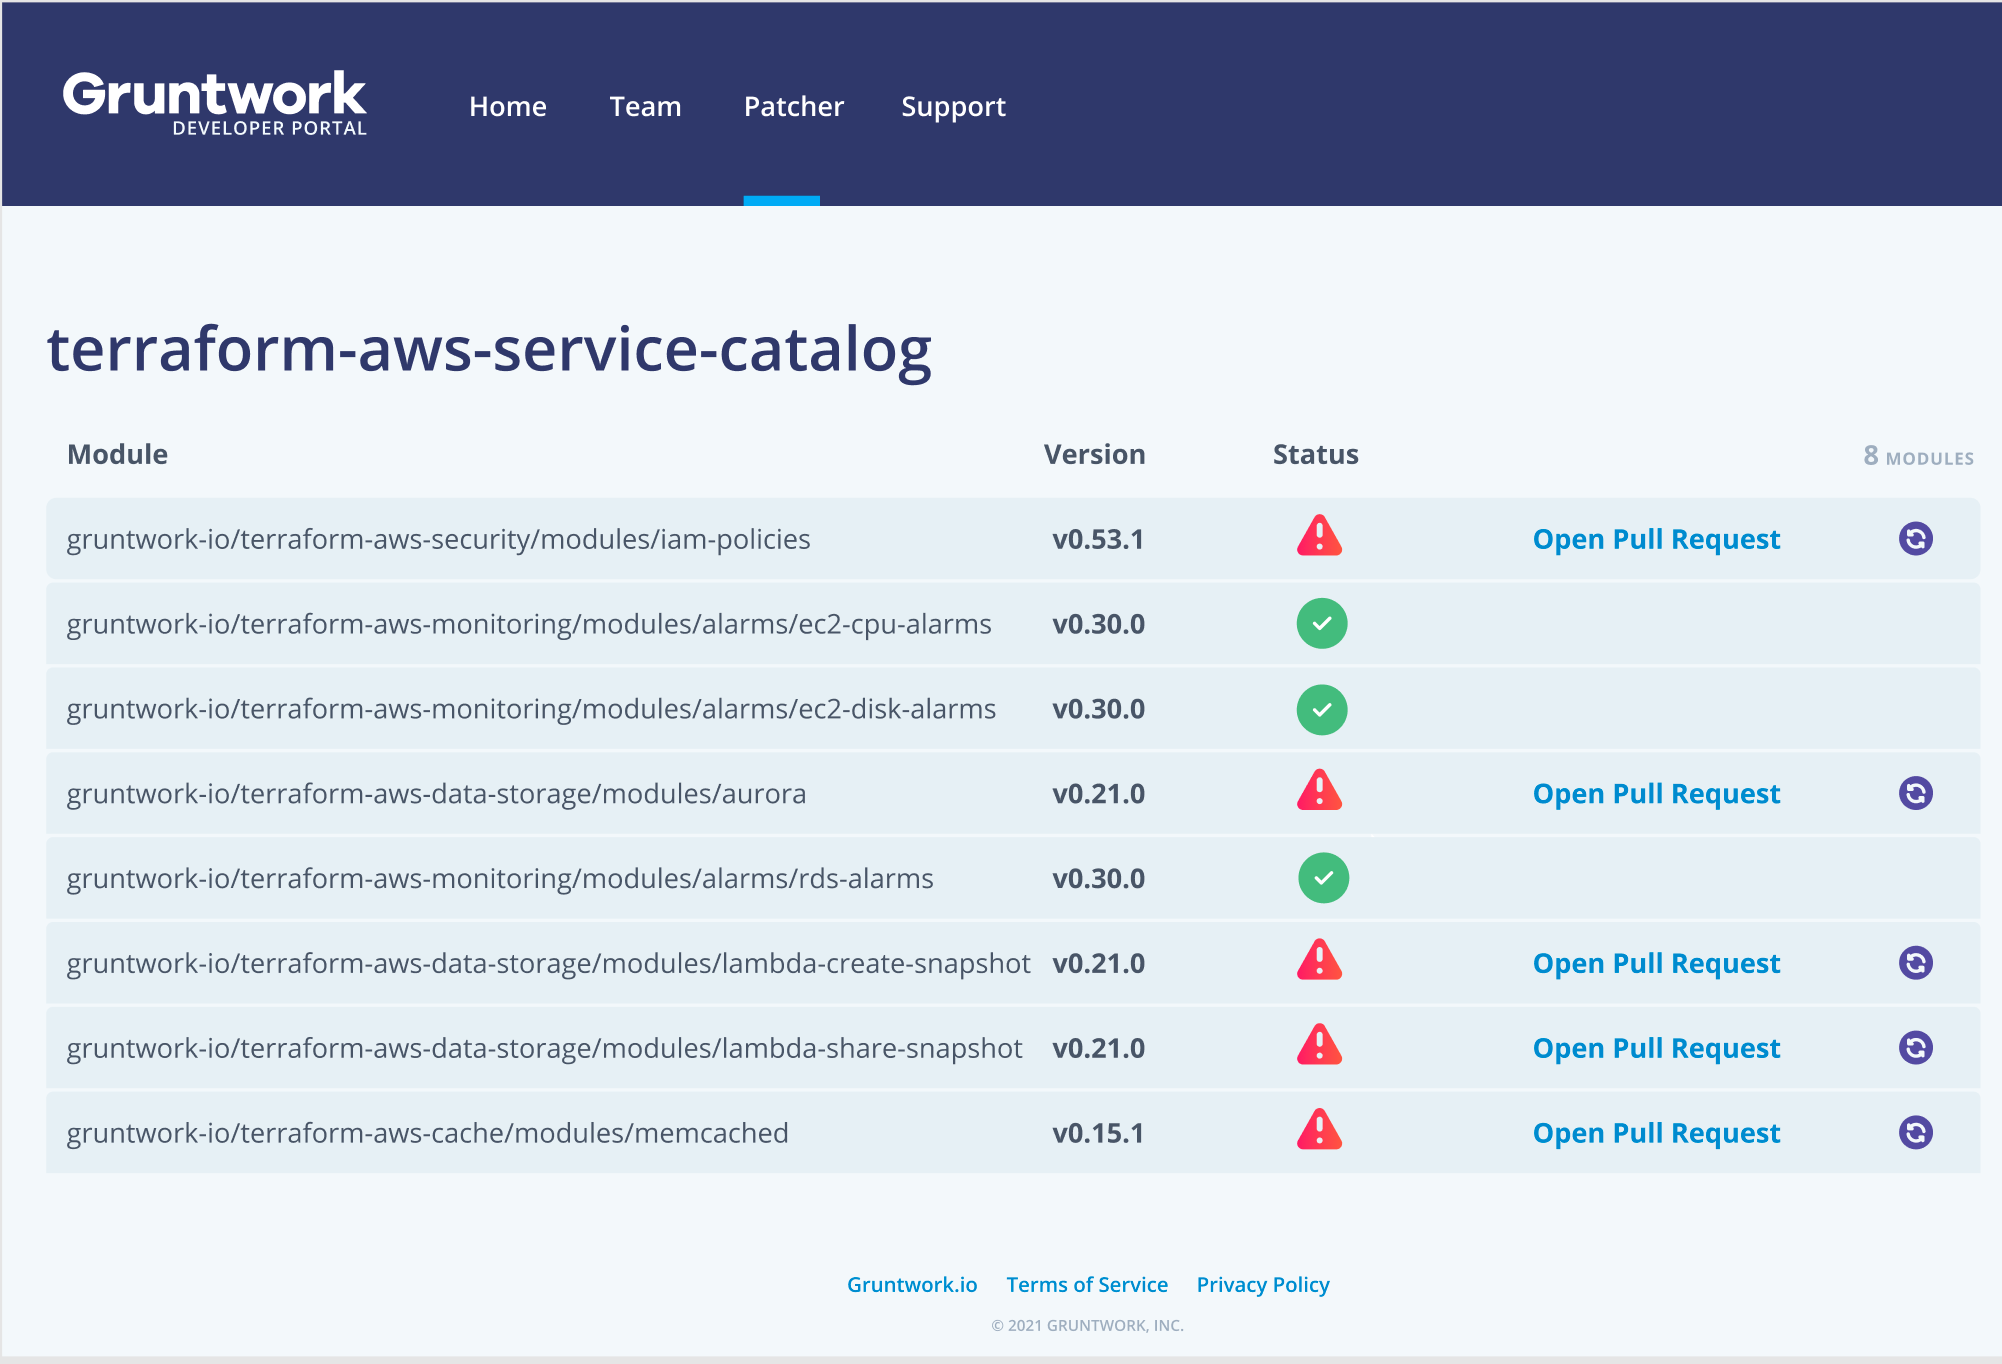 Gruntwork
DEVELOPER PORTAL
Home Team Patcher Support
terraform-aws-service-catalog
Module Version Status 8 MODULES
gruntwork-io/terraform-aws-security/modules/iam-policies v0.53.1 Open Pull Request
gruntwork-io/terraform-aws-monitoring/modules/alarms/ec2-cpu-alarms v0.30.0
gruntwork-io/terraform-aws-monitoring/modules/alarms/ec2-disk-alarms v0.30.0
gruntwork-io/terraform-aws-data-storage/modules/aurora v0.21.0 Open Pull Request
gruntwork-io/terraform-aws-monitoring/modules/alarms/rds-alarms v0.30.0
gruntwork-io/terraform-aws-data-storage/modules/lambda-create-snapshot v0.21.0 Open Pull Request
gruntwork-io/terraform-aws-data-storage/modules/lambda-share-snapshot v0.21.0 Open Pull Request
gruntwork-io/terraform-aws-cache/modules/memcached v0.15.1 Open Pull Request
Gruntwork.io Terms of Service Privacy Policy
© 2021 GRUNTWORK, INC.